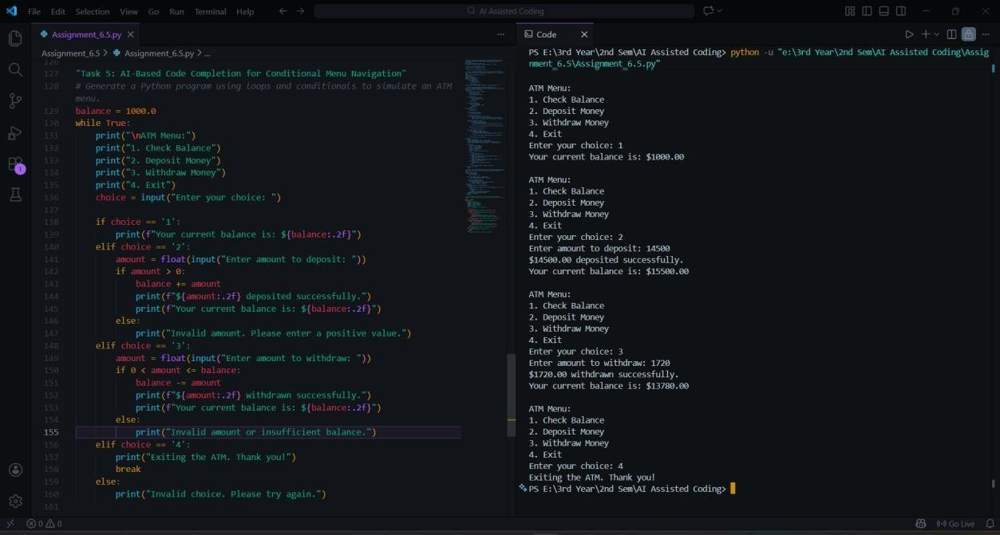 File Edit Selection View Go Run Terminal Help
AI Assisted Coding
Assignment_6.5.py
Assignment_6.5 > Assignment_6.5.py > ...
126
127 "Task 5: AI-Based Code Completion for Conditional Menu Navigation"
128 # Generate a Python program using loops and conditionals to simulate an ATM
menu.
129 balance = 1000.0
130 while True:
131     print("\nATM Menu:")
132     print("1. Check Balance")
133     print("2. Deposit Money")
134     print("3. Withdraw Money")
135     print("4. Exit")
136     choice = input("Enter your choice: ")
137
138     if choice == '1':
139         print(f"Your current balance is: ${balance:.2f}")
140     elif choice == '2':
141         amount = float(input("Enter amount to deposit: "))
142         if amount > 0:
143             balance += amount
144             print(f"${amount:.2f} deposited successfully.")
145             print(f"Your current balance is: ${balance:.2f}")
146         else:
147             print("Invalid amount. Please enter a positive value.")
148     elif choice == '3':
149         amount = float(input("Enter amount to withdraw: "))
150         if 0 < amount <= balance:
151             balance -= amount
152             print(f"${amount:.2f} withdrawn successfully.")
153             print(f"Your current balance is: ${balance:.2f}")
154         else:
155             print("Invalid amount or insufficient balance.")
156     elif choice == '4':
157         print("Exiting the ATM. Thank you!")
158         break
159     else:
160         print("Invalid choice. Please try again.")
161
Code
PS E:\3rd Year\2nd Sem\AI Assisted Coding> python -u "e:\3rd Year\2nd Sem\AI Assisted Coding\Assig
nment_6.5\Assignment_6.5.py"
ATM Menu:
1. Check Balance
2. Deposit Money
3. Withdraw Money
4. Exit
Enter your choice: 1
Your current balance is: $1000.00
ATM Menu:
1. Check Balance
2. Deposit Money
3. Withdraw Money
4. Exit
Enter your choice: 2
Enter amount to deposit: 14500
$14500.00 deposited successfully.
Your current balance is: $15500.00
ATM Menu:
1. Check Balance
2. Deposit Money
3. Withdraw Money
4. Exit
Enter your choice: 3
Enter amount to withdraw: 1720
$1720.00 withdrawn successfully.
Your current balance is: $13780.00
ATM Menu:
1. Check Balance
2. Deposit Money
3. Withdraw Money
4. Exit
Enter your choice: 4
Exiting the ATM. Thank you!
PS E:\3rd Year\2nd Sem\AI Assisted Coding>
1
0 0
Go Live